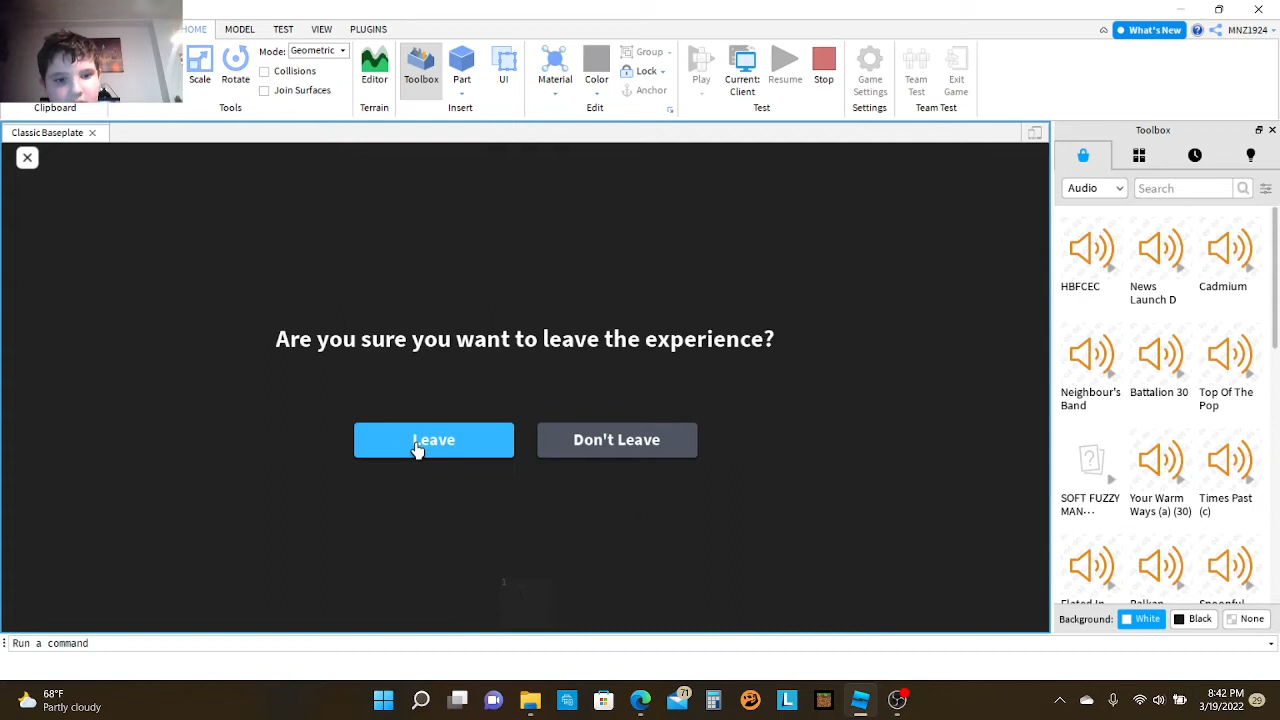 HOME MODEL TEST VIEW PLUGINS
What's New
MNZ1924
Scale
Rotate
Mode: Geometric
Collisions
Join Surfaces
Editor
Toolbox
Part
UI
Material
Color
Group
Lock
Anchor
Play
Current:
Client
Resume
Stop
Game
Settings
Team
Test
Exit
Game
Clipboard
Tools
Terrain
Insert
Edit
Test
Settings
Team Test
Classic Baseplate
Toolbox
Audio
Search
HBFCEC
News
Launch D
Cadmium
Are you sure you want to leave the experience?
Leave
Don't Leave
Neighbour's
Band
Battalion 30
Top Of The
Pop
SOFT FUZZY
MAN...
Your Warm
Ways (a) (30)
Times Past
(c)
Background: White Black None
Run a command
68°F
Partly cloudy
71
8:42 PM
3/19/2022
29